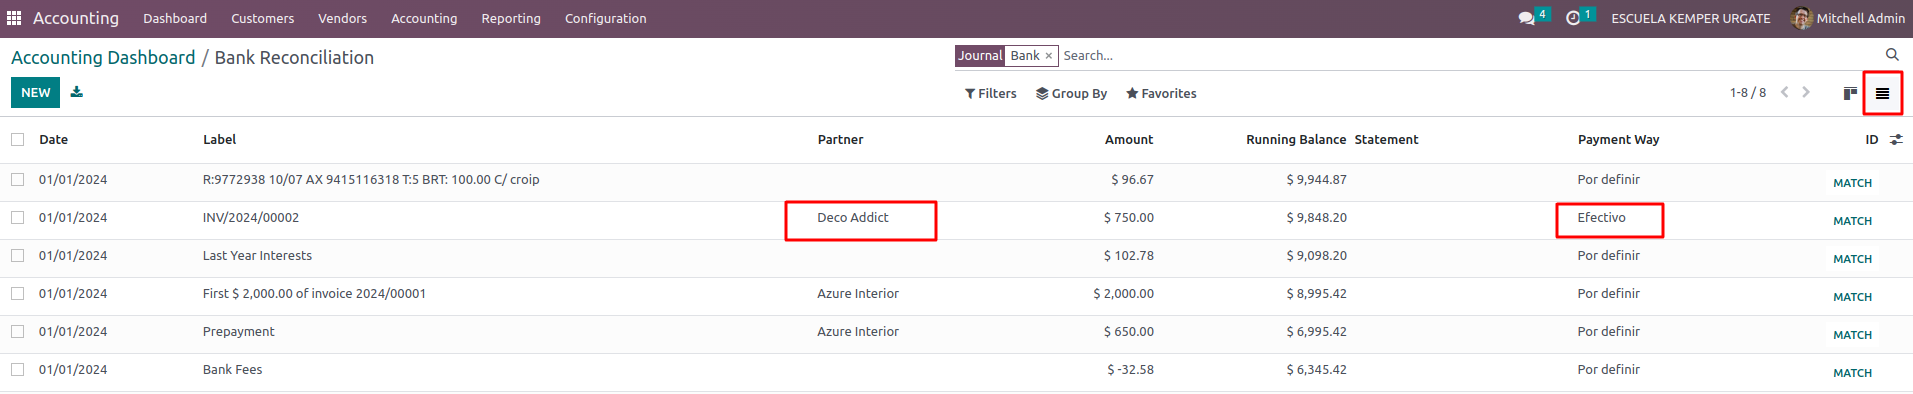 Accounting Dashboard Customers Vendors Accounting Reporting Configuration 4 1 ESCUELA KEMPER URGATE Mitchell Admin
Accounting Dashboard / Bank Reconciliation
Journal Bank × Search...
NEW
Filters Group By Favorites 1-8 / 8
Date Label Partner Amount Running Balance Statement Payment Way ID
01/01/2024 R:9772938 10/07 AX 9415116318 T:5 BRT: 100.00 C/ croip $ 96.67 $ 9,944.87 Por definir MATCH
01/01/2024 INV/2024/00002 Deco Addict $ 750.00 $ 9,848.20 Efectivo MATCH
01/01/2024 Last Year Interests $ 102.78 $ 9,098.20 Por definir MATCH
01/01/2024 First $ 2,000.00 of invoice 2024/00001 Azure Interior $ 2,000.00 $ 8,995.42 Por definir MATCH
01/01/2024 Prepayment Azure Interior $ 650.00 $ 6,995.42 Por definir MATCH
01/01/2024 Bank Fees $ -32.58 $ 6,345.42 Por definir MATCH